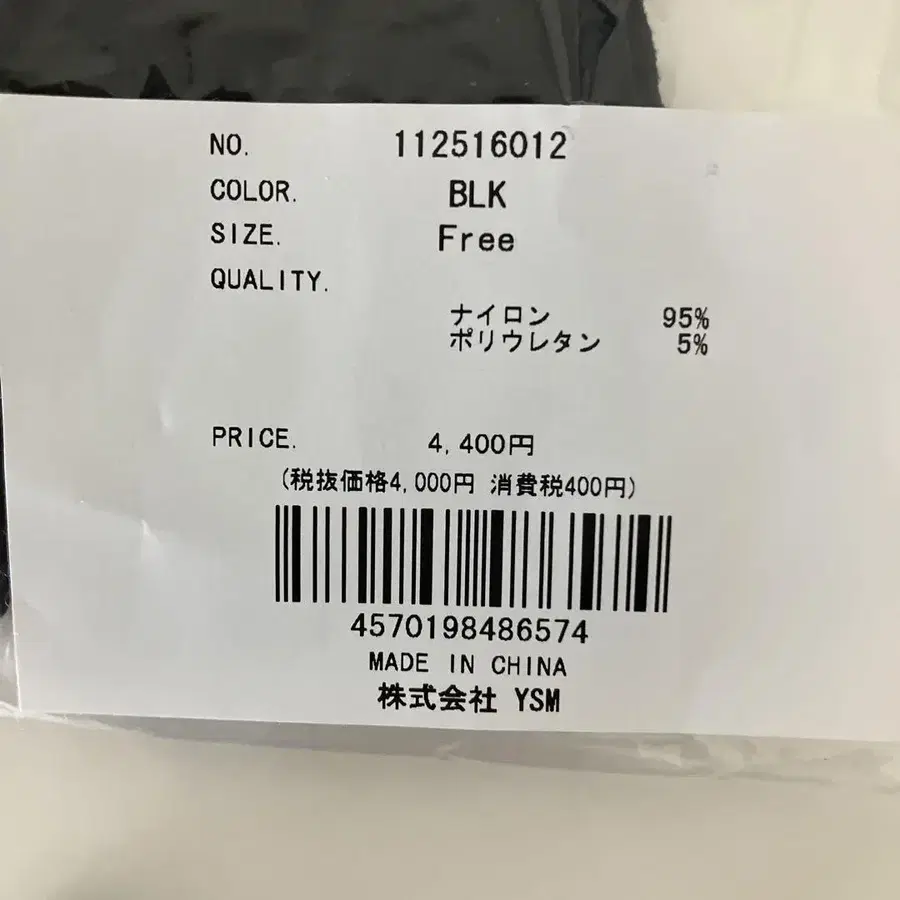 NO. 112516012
COLOR. BLK
SIZE. Free
QUALITY.
ナイロン 95%
ポリウレタン 5%
PRICE. 4,400円
(税抜価格4,000円 消費税400円)
4570198486574
MADE IN CHINA
株式会社 YSM